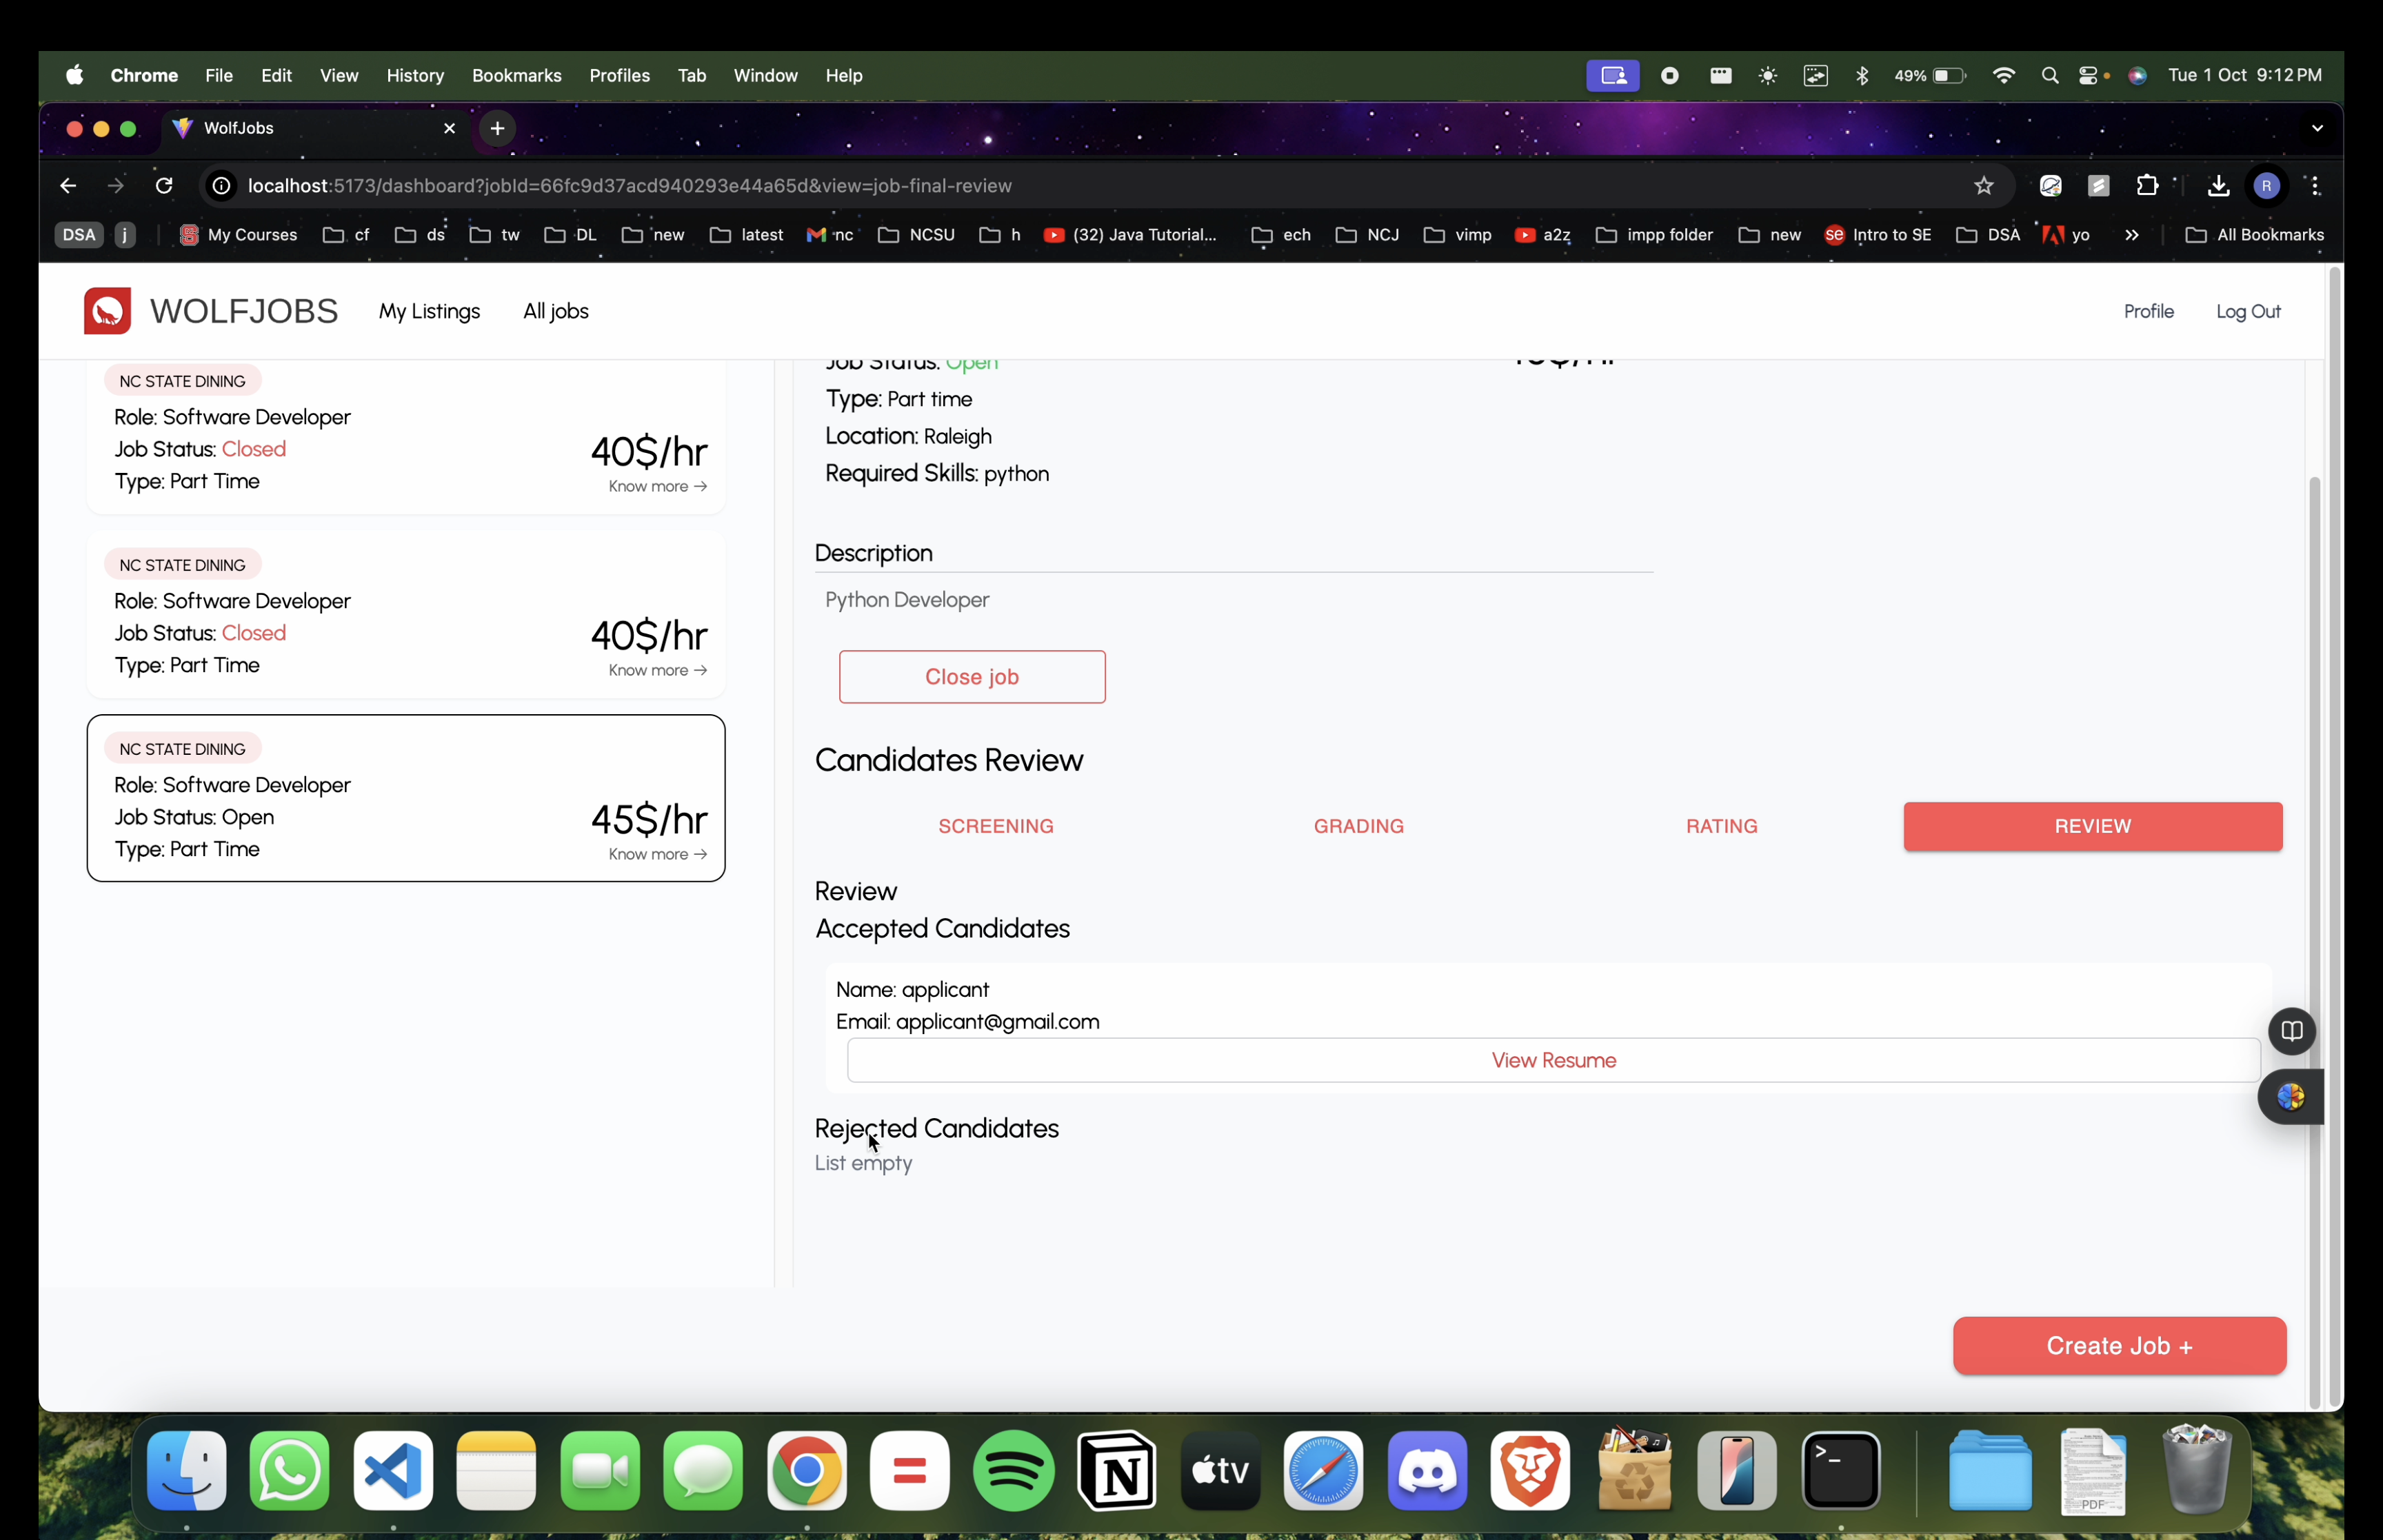 Chrome File Edit View History Bookmarks Profiles Tab Window Help 49% Tue 1 Oct 9:12 PM
WolfJobs
localhost:5173/dashboard?jobId=66fc9d37acd940293e44a65d&view=job-final-review R
DSA j My Courses cf ds tw DL new latest nc NCSU h (32) Java Tutorial... ech NCJ vimp a2z impp folder new se Intro to SE DSA yo All Bookmarks
WOLFJOBS My Listings All jobs Profile Log Out
NC STATE DINING
Role: Software Developer
Job Status: Closed
Type: Part Time
40$/hr
Know more →
NC STATE DINING
Role: Software Developer
Job Status: Closed
Type: Part Time
40$/hr
Know more →
NC STATE DINING
Role: Software Developer
Job Status: Open
Type: Part Time
45$/hr
Know more →
Job Status: Open
Type: Part time
Location: Raleigh
Required Skills: python
Description
Python Developer
Close job
Candidates Review
SCREENING GRADING RATING REVIEW
Review
Accepted Candidates
Name: applicant
Email: applicant@gmail.com
View Resume
Rejected Candidates
List empty
Create Job +
tv
PDF